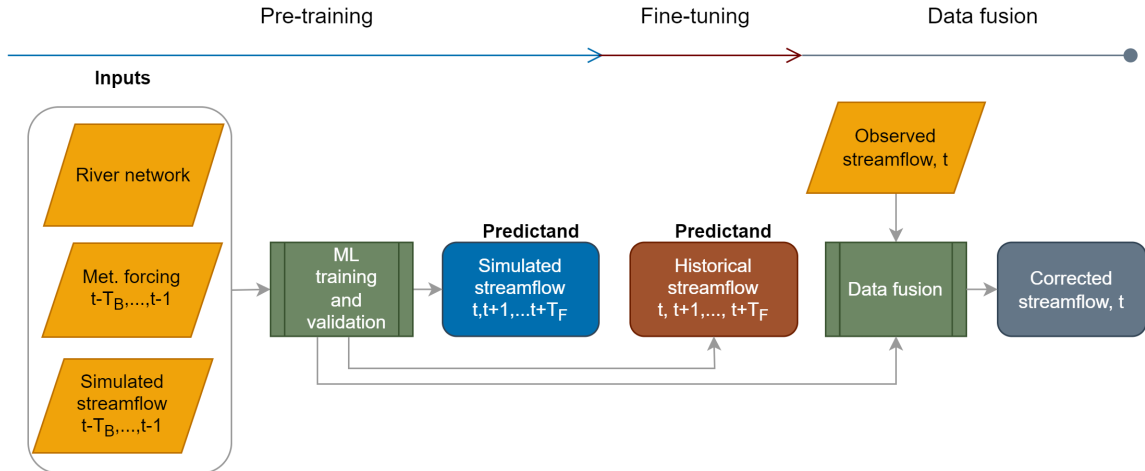 Pre-training
Fine-tuning
Data fusion
Inputs
River network
Met. forcing
t-T_B,...,t-1
Simulated
streamflow
t-T_B,...,t-1
ML
training
and
validation
Predictand
Simulated
streamflow
t,t+1,...t+T_F
Predictand
Historical
streamflow
t, t+1,..., t+T_F
Observed
streamflow, t
Data fusion
Corrected
streamflow, t